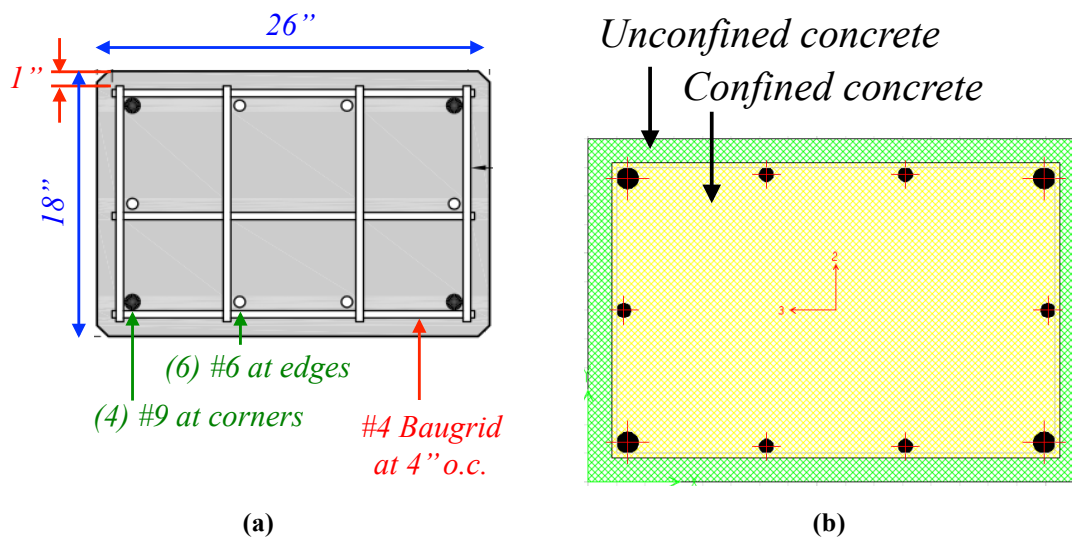 26”
1”
18”
(6) #6 at edges
(4) #9 at corners
#4 Baugrid
at 4” o.c.
(a)
Unconfined concrete
Confined concrete
2
3
Y
X
(b)